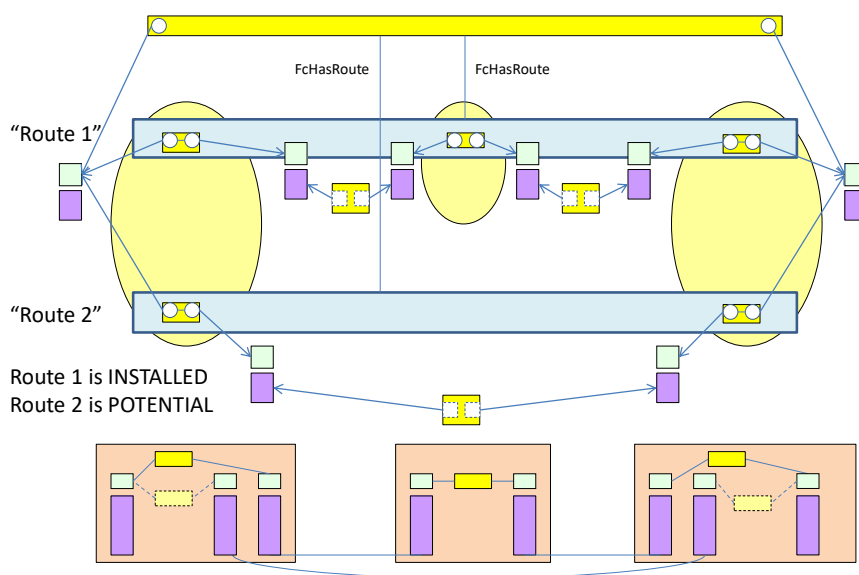 FcHasRoute FcHasRoute
“Route 1”
“Route 2”
Route 1 is INSTALLED
Route 2 is POTENTIAL